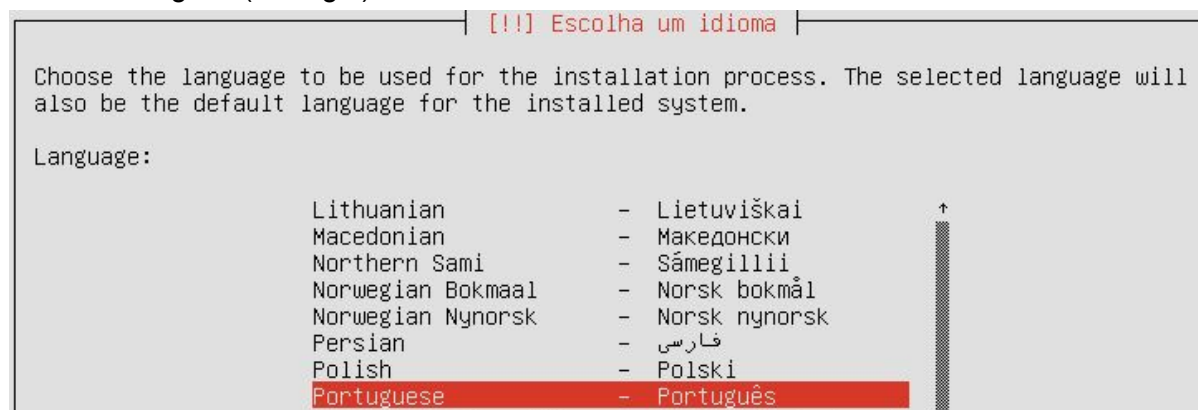 [!!] Escolha um idioma
Choose the language to be used for the installation process. The selected language will
also be the default language for the installed system.
Language:
Lithuanian - Lietuviškai
Macedonian - Македонски
Northern Sami - Sámegillii
Norwegian Bokmaal - Norsk bokmål
Norwegian Nynorsk - Norsk nynorsk
Persian - فارسی
Polish - Polski
Portuguese - Português